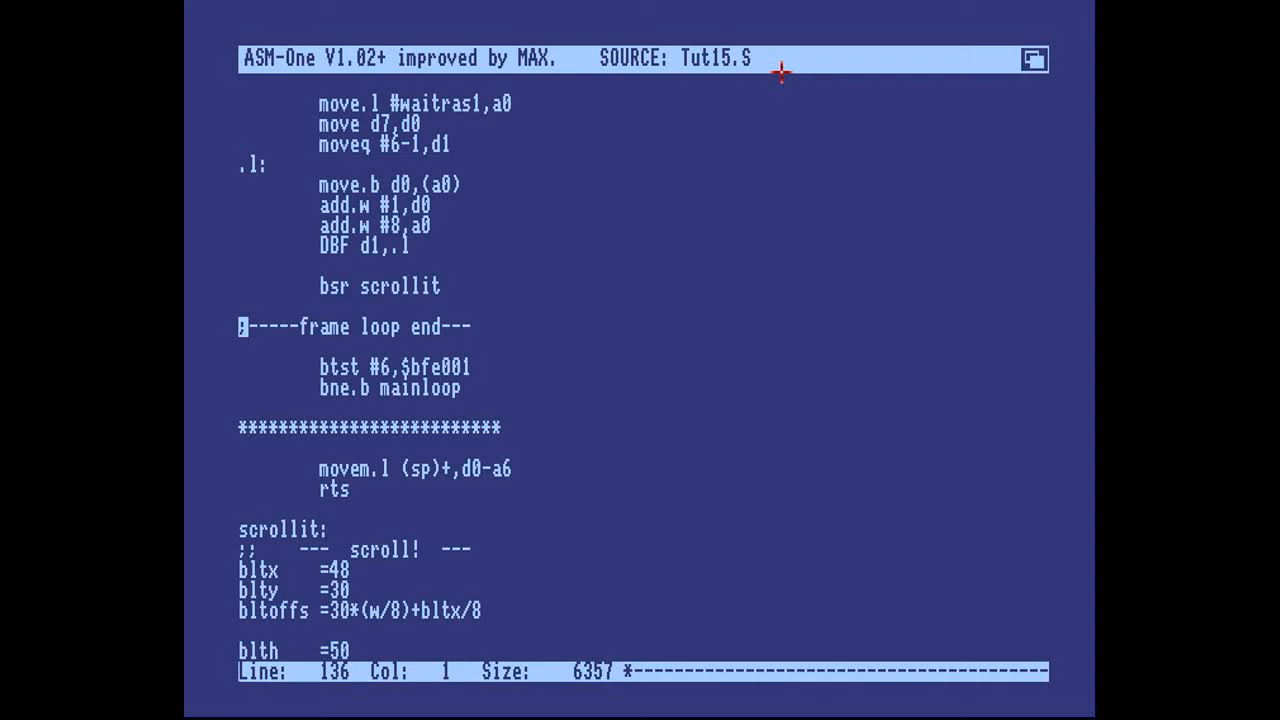 ASM-One V1.02+ improved by MAX.    SOURCE: Tut15.S
        move.l #waitras1,a0
        move d7,d0
        moveq #6-1,d1
.l:
        move.b d0,(a0)
        add.w #1,d0
        add.w #8,a0
        DBF d1,.l
        bsr scrollit
;-----frame loop end---
        btst #6,$bfe001
        bne.b mainloop
**************************
        movem.l (sp)+,d0-a6
        rts
scrollit:
;;    ---  scroll!  ---
bltx    =48
blty    =30
bltoffs =30*(w/8)+bltx/8
blth    =50
Line:   136 Col:   1   Size:    6357 *-----------------------------------------